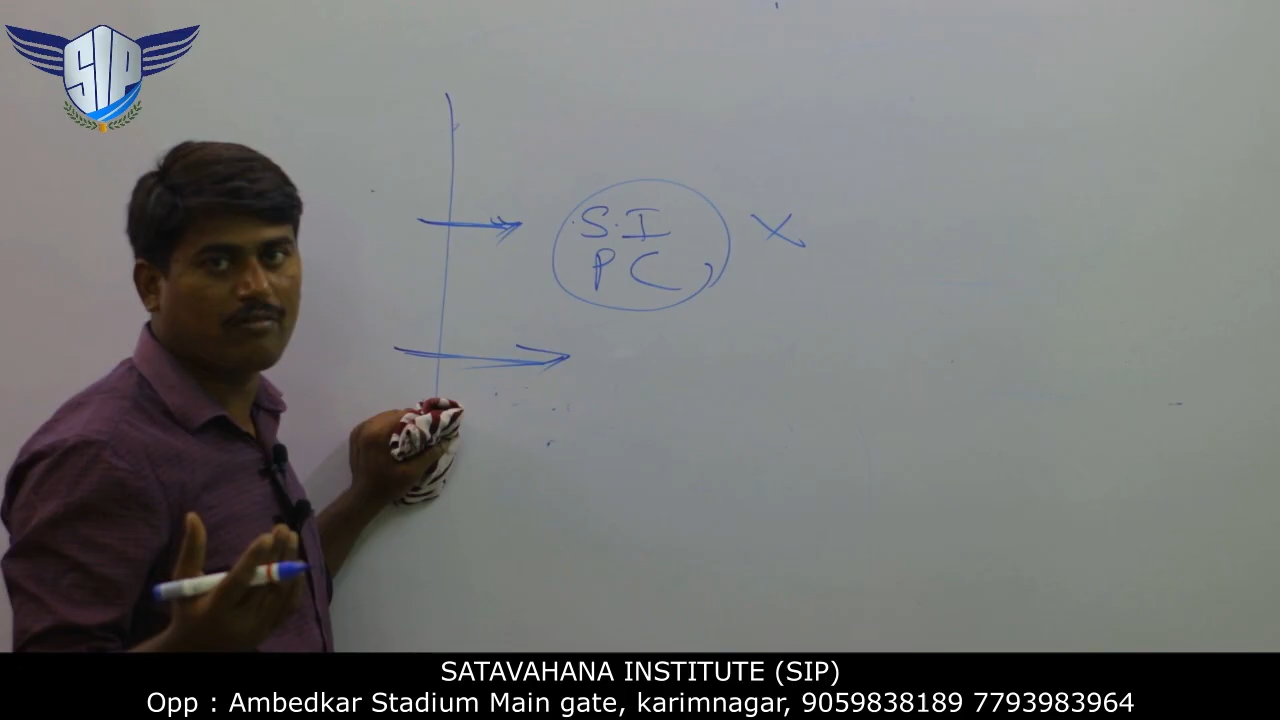 SIP
S.I
X
PC,
SATAVAHANA INSTITUTE (SIP)
Opp : Ambedkar Stadium Main gate, karimnagar, 9059838189 7793983964